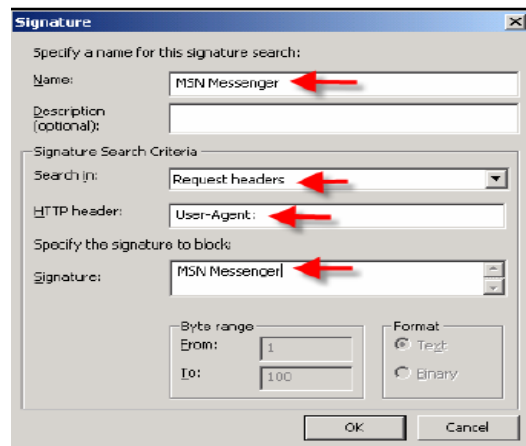 Signature
Specify a name for this signature search:
Name:
MSN Messenger
Description
(optional):
Signature Search Criteria
Search in:
Request headers
HTTP header:
User-Agent:
Specify the signature to block:
Signature:
MSN Messenger
Byte range
From:
1
To:
100
Format
Text
Binary
OK
Cancel